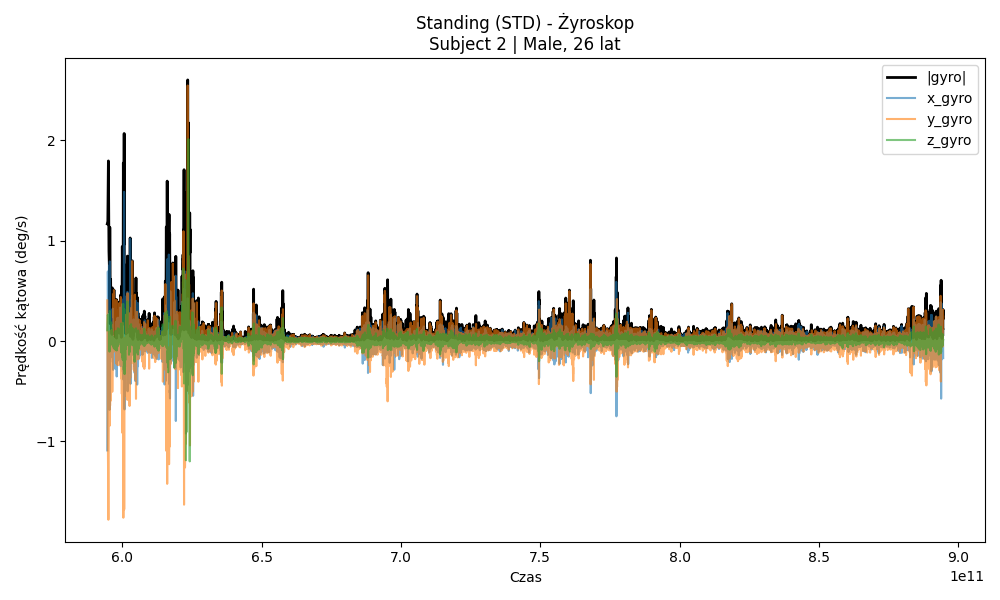 Standing (STD) - Żyroskop
Subject 2 | Male, 26 lat
|gyro|
x_gyro
y_gyro
z_gyro
Prędkość kątowa (deg/s)
2
1
0
−1
6.0 6.5 7.0 7.5 8.0 8.5 9.0
1e11
Czas